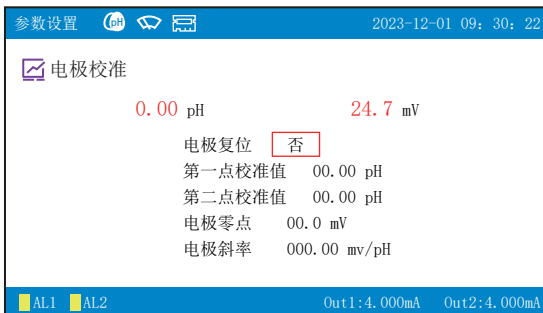 参数设置 pH 2023-12-01 09: 30: 22
电极校准
0.00 pH 24.7 mV
电极复位 否
第一点校准值 00.00 pH
第二点校准值 00.00 pH
电极零点 00.0 mV
电极斜率 000.00 mv/pH
AL1 AL2 Out1:4.000mA Out2:4.000mA